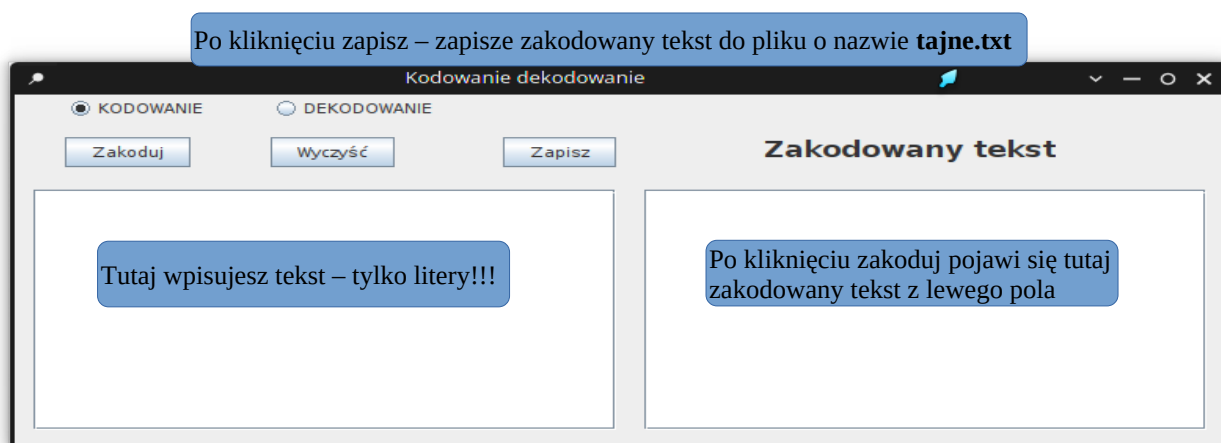 Po kliknięciu zapisz – zapisze zakodowany tekst do pliku o nazwie tajne.txt
Kodowanie dekodowanie
KODOWANIE DEKODOWANIE
Zakoduj Wyczyść Zapisz Zakodowany tekst
Tutaj wpisujesz tekst – tylko litery!!!
Po kliknięciu zakoduj pojawi się tutaj
zakodowany tekst z lewego pola